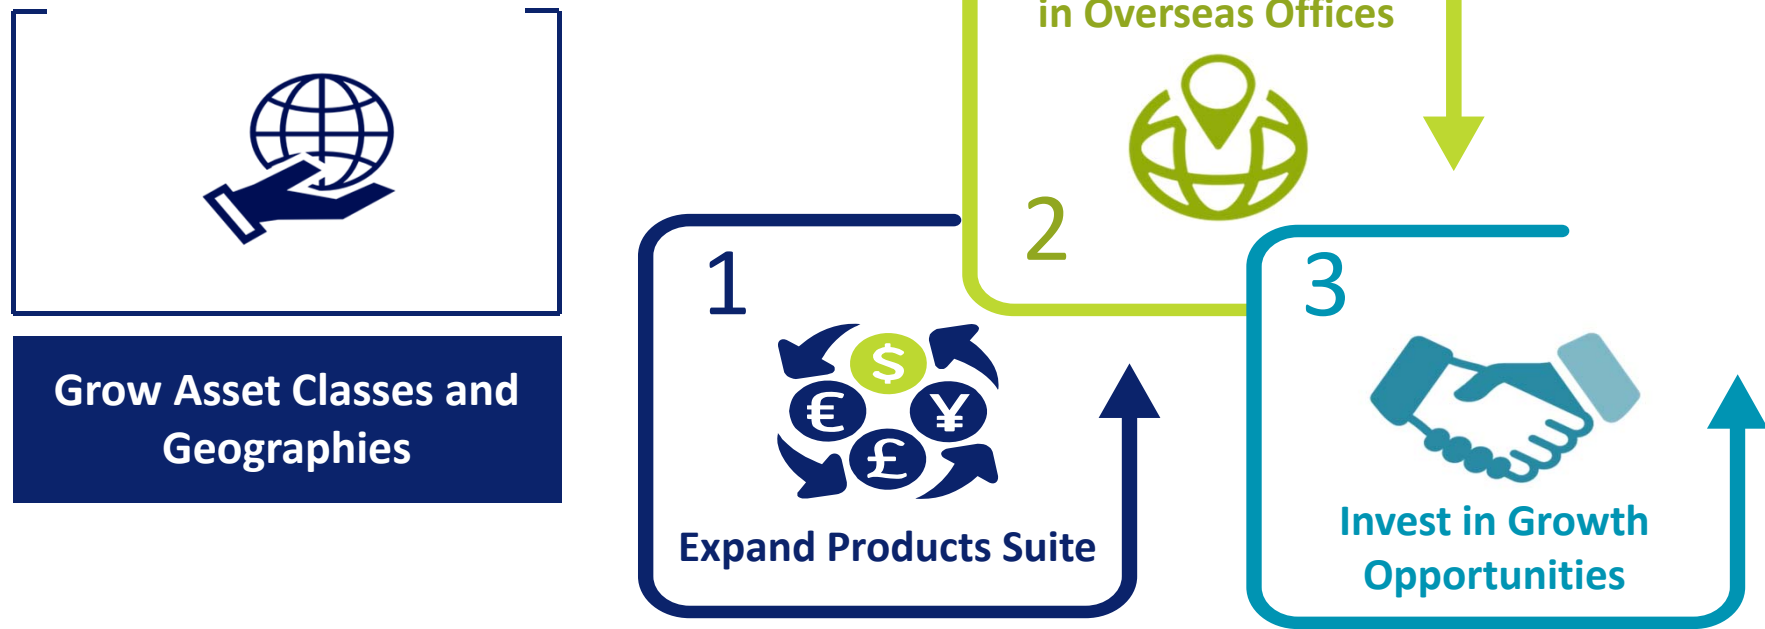 in Overseas Offices
2
1
3
$
€ ¥
£
Grow Asset Classes and
Geographies
Expand Products Suite
Invest in Growth
Opportunities